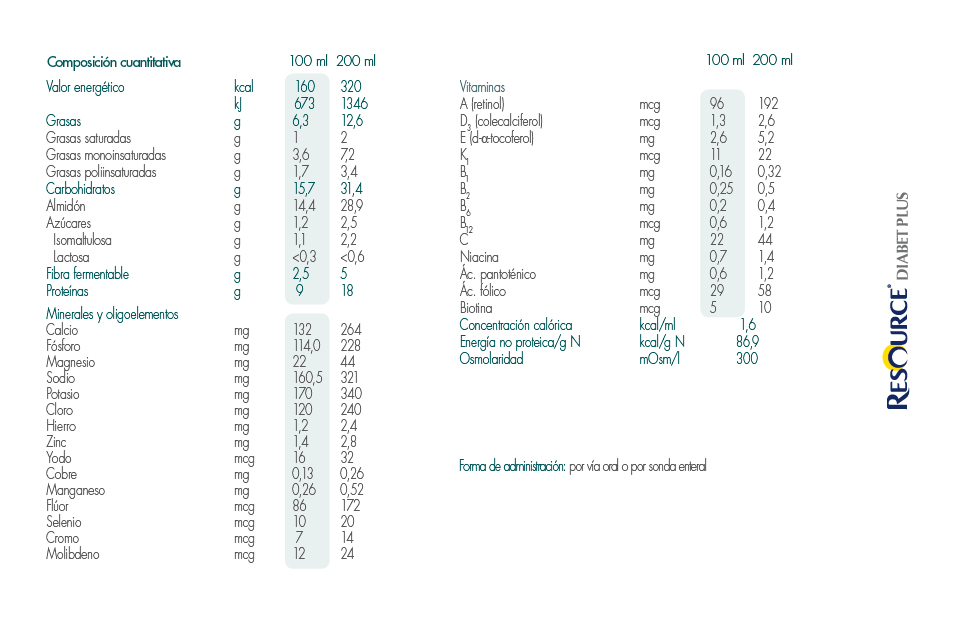 Composición cuantitativa 100 ml 200 ml
Valor energético kcal 160 320
kJ 673 1346
Grasas g 6,3 12,6
Grasas saturadas g 1 2
Grasas monoinsaturadas g 3,6 7,2
Grasas poliinsaturadas g 1,7 3,4
Carbohidratos g 15,7 31,4
Almidón g 14,4 28,9
Azúcares g 1,2 2,5
Isomaltulosa g 1,1 2,2
Lactosa g <0,3 <0,6
Fibra fermentable g 2,5 5
Proteínas g 9 18
Minerales y oligoelementos
Calcio mg 132 264
Fósforo mg 114,0 228
Magnesio mg 22 44
Sodio mg 160,5 321
Potasio mg 170 340
Cloro mg 120 240
Hierro mg 1,2 2,4
Zinc mg 1,4 2,8
Yodo mcg 16 32
Cobre mg 0,13 0,26
Manganeso mg 0,26 0,52
Flúor mcg 86 172
Selenio mcg 10 20
Cromo mcg 7 14
Molibdeno mcg 12 24
100 ml 200 ml
Vitaminas
A (retinol) mcg 96 192
D3 (colecalciferol) mcg 1,3 2,6
E (d-α-tocoferol) mg 2,6 5,2
K1 mcg 11 22
B1 mg 0,16 0,32
B2 mg 0,25 0,5
B6 mg 0,2 0,4
B12 mcg 0,6 1,2
C mg 22 44
Niacina mg 0,7 1,4
Ác. pantoténico mg 0,6 1,2
Ác. fólico mcg 29 58
Biotina mcg 5 10
Concentración calórica kcal/ml 1,6
Energía no proteica/g N kcal/g N 86,9
Osmolaridad mOsm/l 300
Forma de administración: por vía oral o por sonda enteral
RESOURCE® DIABET PLUS